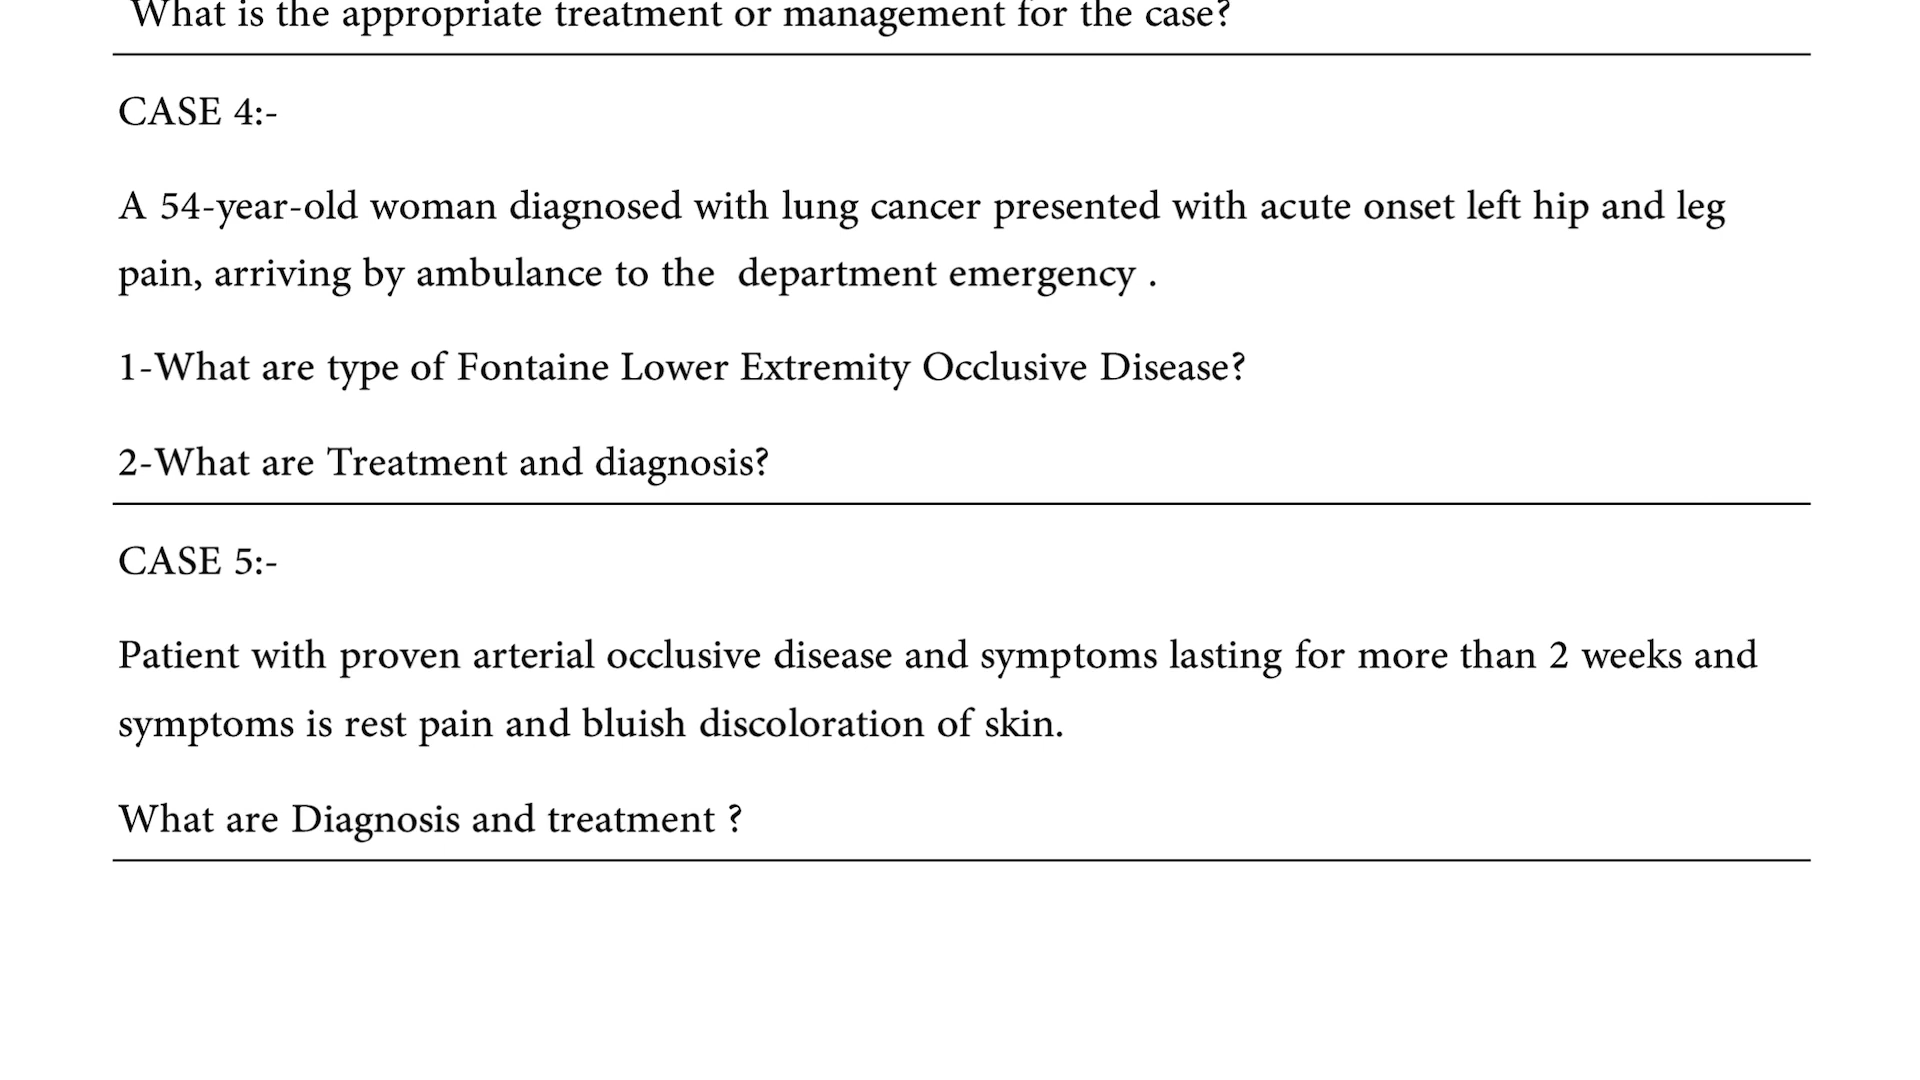 What is the appropriate treatment or management for the case?
CASE 4:-
A 54-year-old woman diagnosed with lung cancer presented with acute onset left hip and leg
pain, arriving by ambulance to the  department emergency .
1-What are type of Fontaine Lower Extremity Occlusive Disease?
2-What are Treatment and diagnosis?
CASE 5:-
Patient with proven arterial occlusive disease and symptoms lasting for more than 2 weeks and
symptoms is rest pain and bluish discoloration of skin.
What are Diagnosis and treatment ?